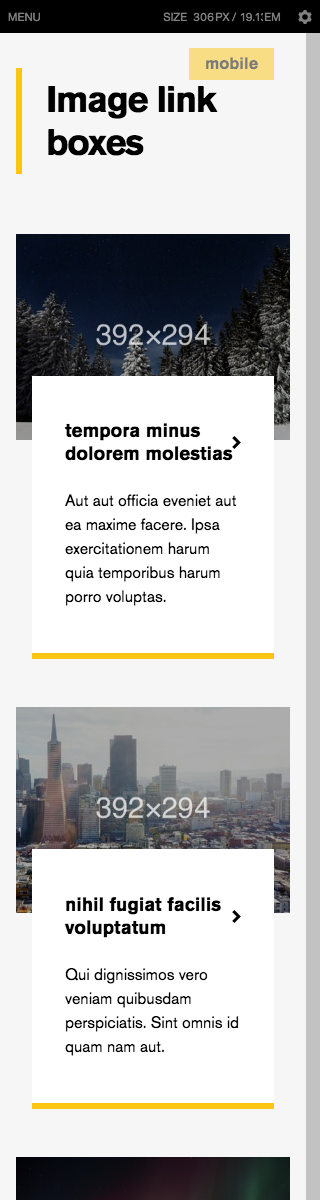 MENU
SIZE 306PX / 19.1
EM
mobile
Image link
boxes
392×294
tempora minus
dolorem molestias
Aut aut officia eveniet aut
ea maxime facere. Ipsa
exercitationem harum
quia temporibus harum
porro voluptas.
392×294
nihil fugiat facilis
voluptatum
Qui dignissimos vero
veniam quibusdam
perspiciatis. Sint omnis id
quam nam aut.